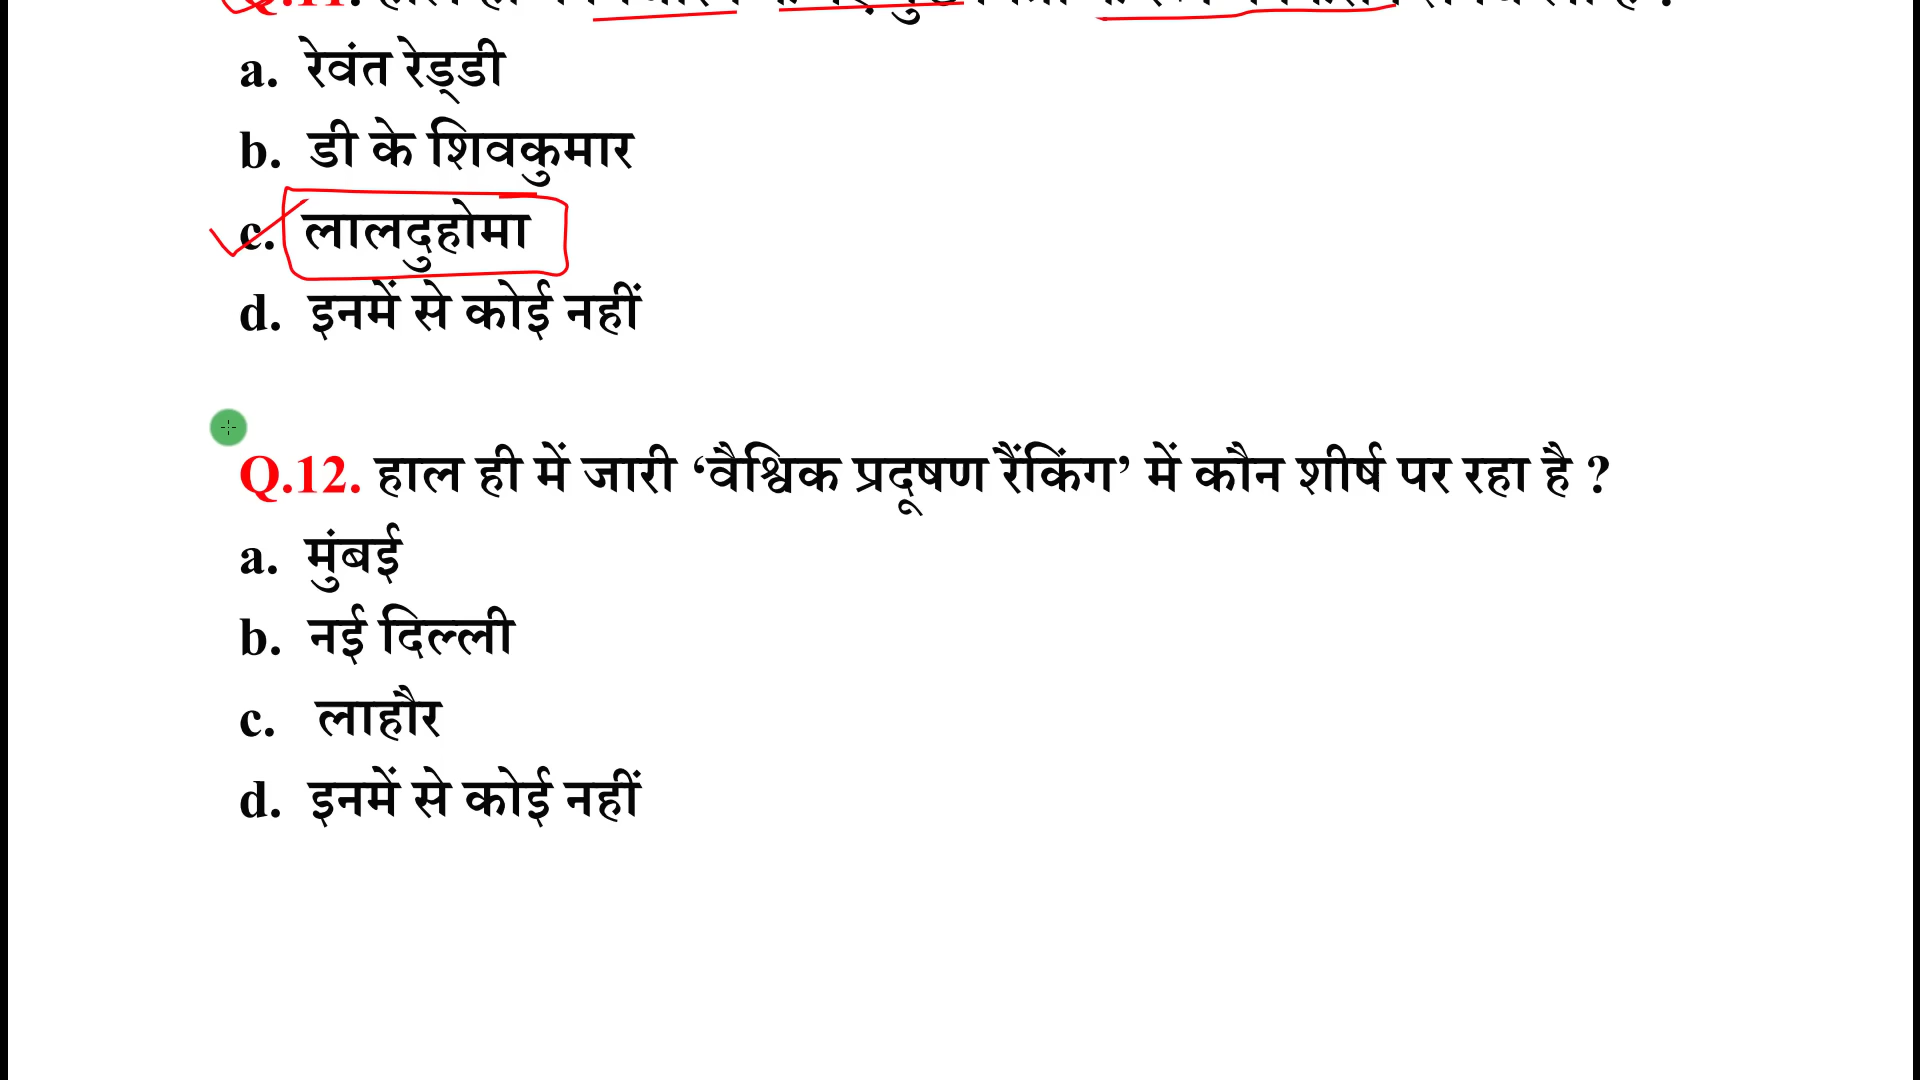 a. रेवंत रेड्डी
b. डी के शिवकुमार
c. लालदुहोमा
d. इनमें से कोई नहीं
Q.12. हाल ही में जारी ‘वैश्विक प्रदूषण रैंकिंग’ में कौन शीर्ष पर रहा है ?
a. मुंबई
b. नई दिल्ली
c. लाहौर
d. इनमें से कोई नहीं